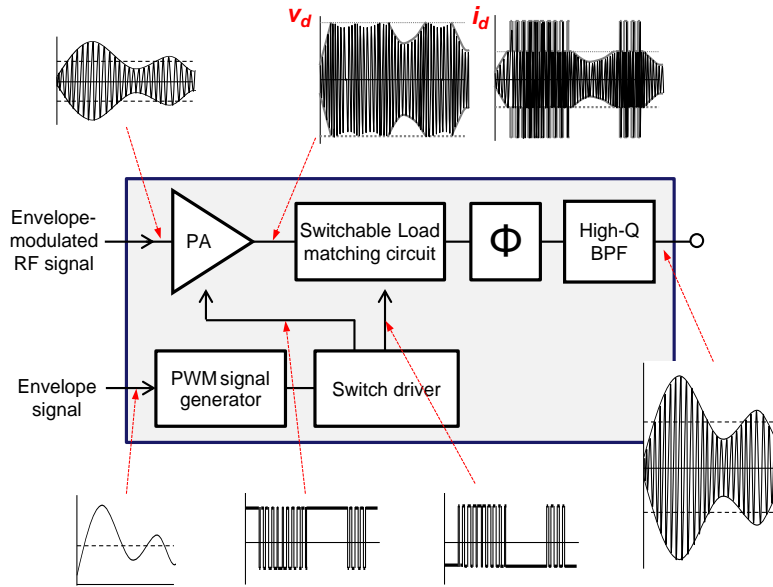 v_d
i_d
Envelope-
modulated
RF signal
PA
Switchable Load
matching circuit
Φ
High-Q
BPF
Envelope
signal
PWM signal
generator
Switch driver